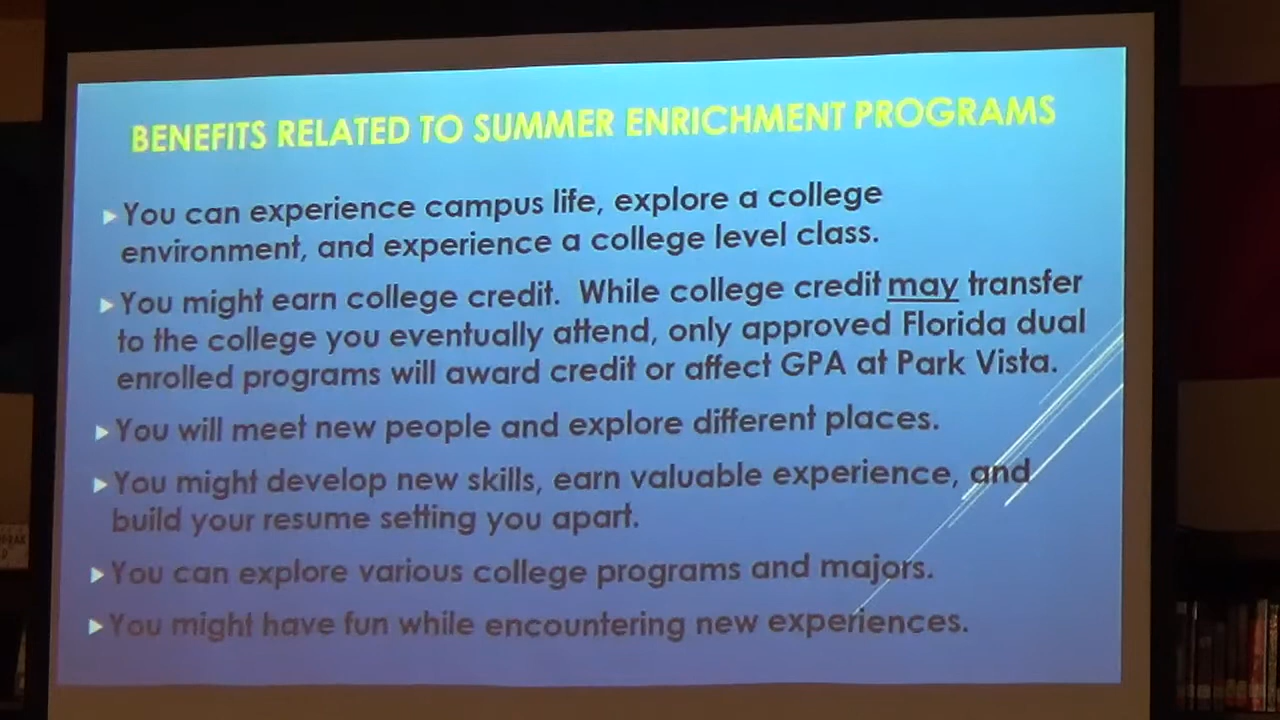 BENEFITS RELATED TO SUMMER ENRICHMENT PROGRAMS
You can experience campus life, explore a college
environment, and experience a college level class.
You might earn college credit. While college credit may transfer
to the college you eventually attend, only approved Florida dual
enrolled programs will award credit or affect GPA at Park Vista.
You will meet new people and explore different places.
You might develop new skills, earn valuable experience, and
build your resume setting you apart.
You can explore various college programs and majors.
You might have fun while encountering new experiences.